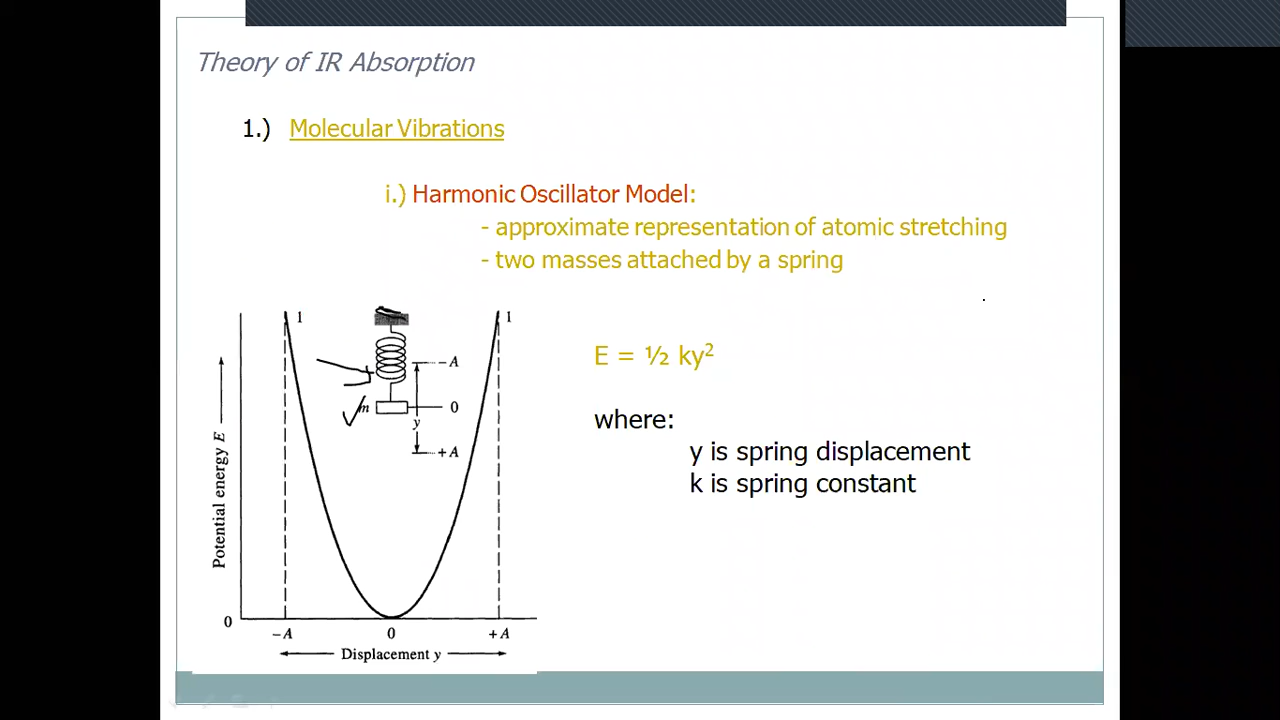 Theory of IR Absorption
1.) Molecular Vibrations
i.) Harmonic Oscillator Model:
- approximate representation of atomic stretching
- two masses attached by a spring
1
1
−A
m
0
y
+A
Potential energy E
E = ½ ky²
where:
y is spring displacement
k is spring constant
0
−A
0
+A
Displacement y